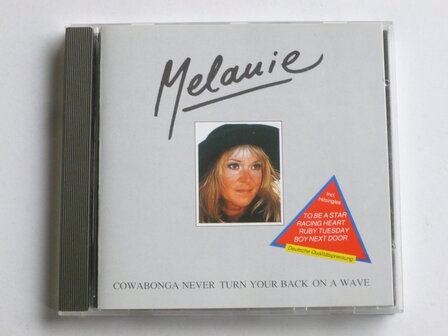 Melanie
Incl.
Hitsingles
TO BE A STAR
RACING HEART
RUBY TUESDAY
BOY NEXT DOOR
Deutsche Qualitätspressung
COWABONGA NEVER TURN YOUR BACK ON A WAVE